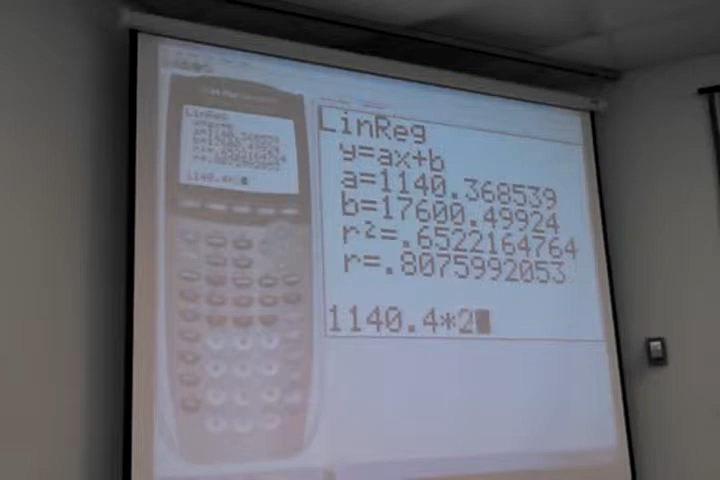 LinReg
y=ax+b
a=1140.368539
b=17600.49924
r²=.6522164764
r=.8075992053
1140.4*2